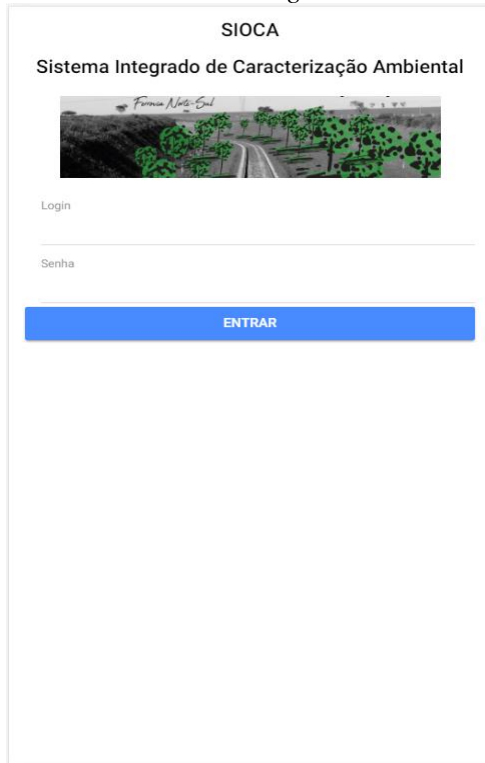 SIOCA
Sistema Integrado de Caracterização Ambiental
Ferrovia Norte-Sul
Login
Senha
ENTRAR